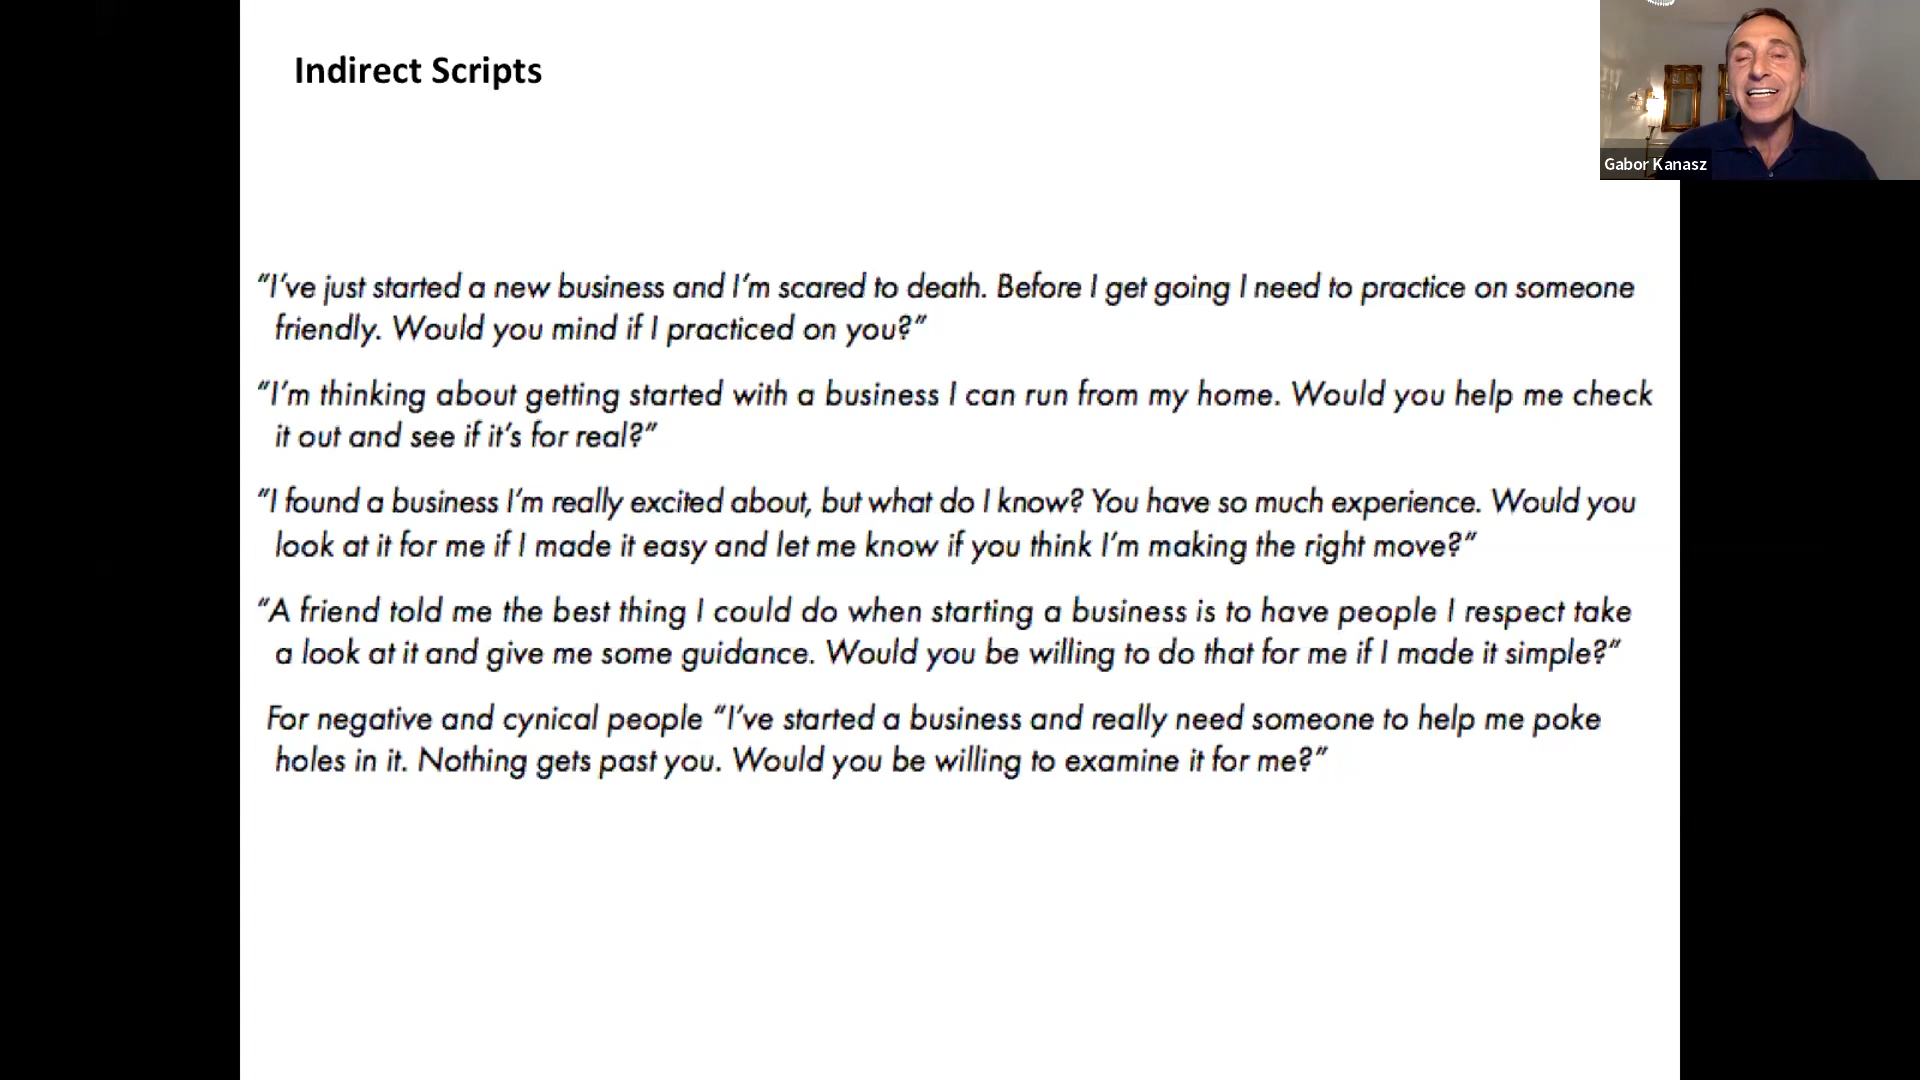 Indirect Scripts
Gabor Kanasz
“I’ve just started a new business and I’m scared to death. Before I get going I need to practice on someone
friendly. Would you mind if I practiced on you?”
“I’m thinking about getting started with a business I can run from my home. Would you help me check
it out and see if it’s for real?”
“I found a business I’m really excited about, but what do I know? You have so much experience. Would you
look at it for me if I made it easy and let me know if you think I’m making the right move?”
“A friend told me the best thing I could do when starting a business is to have people I respect take
a look at it and give me some guidance. Would you be willing to do that for me if I made it simple?”
For negative and cynical people “I’ve started a business and really need someone to help me poke
holes in it. Nothing gets past you. Would you be willing to examine it for me?”